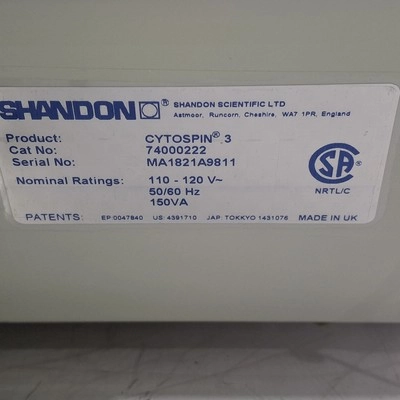 SHANDON ® SHANDON SCIENTIFIC LTD
Astmoor, Runcorn, Cheshire, WA7 1PR, England
Product: CYTOSPIN® 3
Cat No: 74000222
Serial No: MA1821A9811
Nominal Ratings: 110 - 120 V~
50/60 Hz
150VA
CSA ®
NRTL/C
PATENTS: EP:0047840 US: 4391710 JAP: TOKKYO 1431076 MADE IN UK